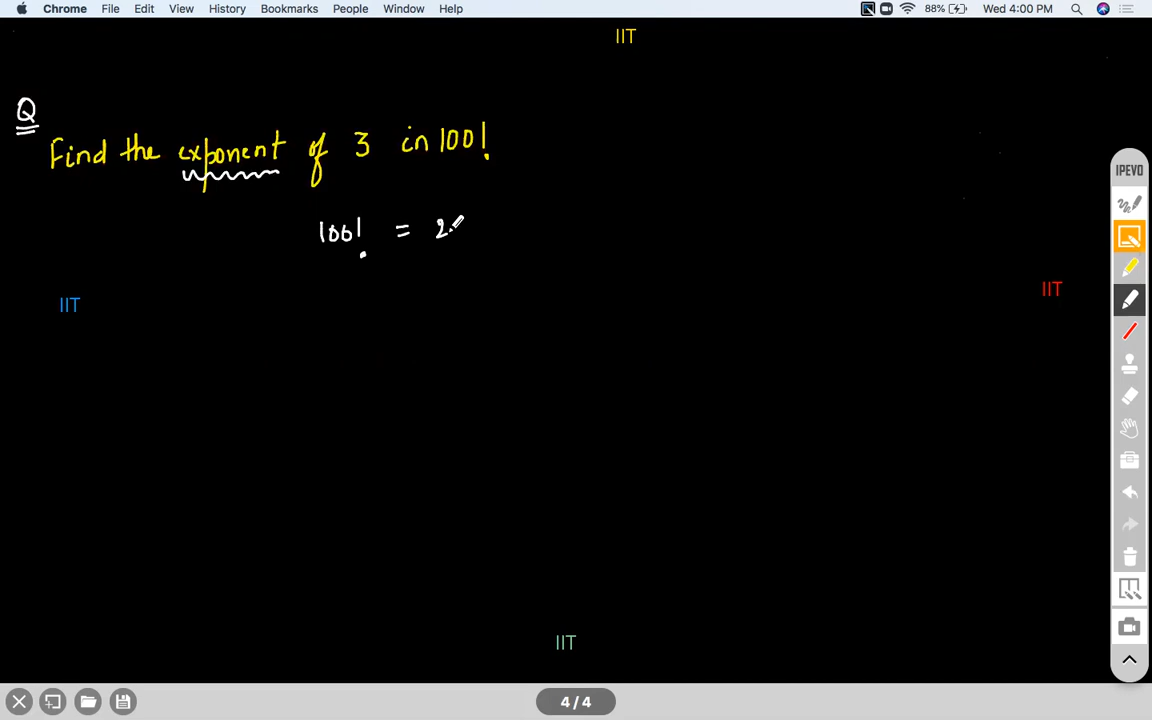 Chrome File Edit View History Bookmarks People Window Help 88% Wed 4:00 PM
IIT
Q
Find the exponent of 3 in 100!
100! = 2
IPEVO
IIT
IIT
IIT
4 / 4